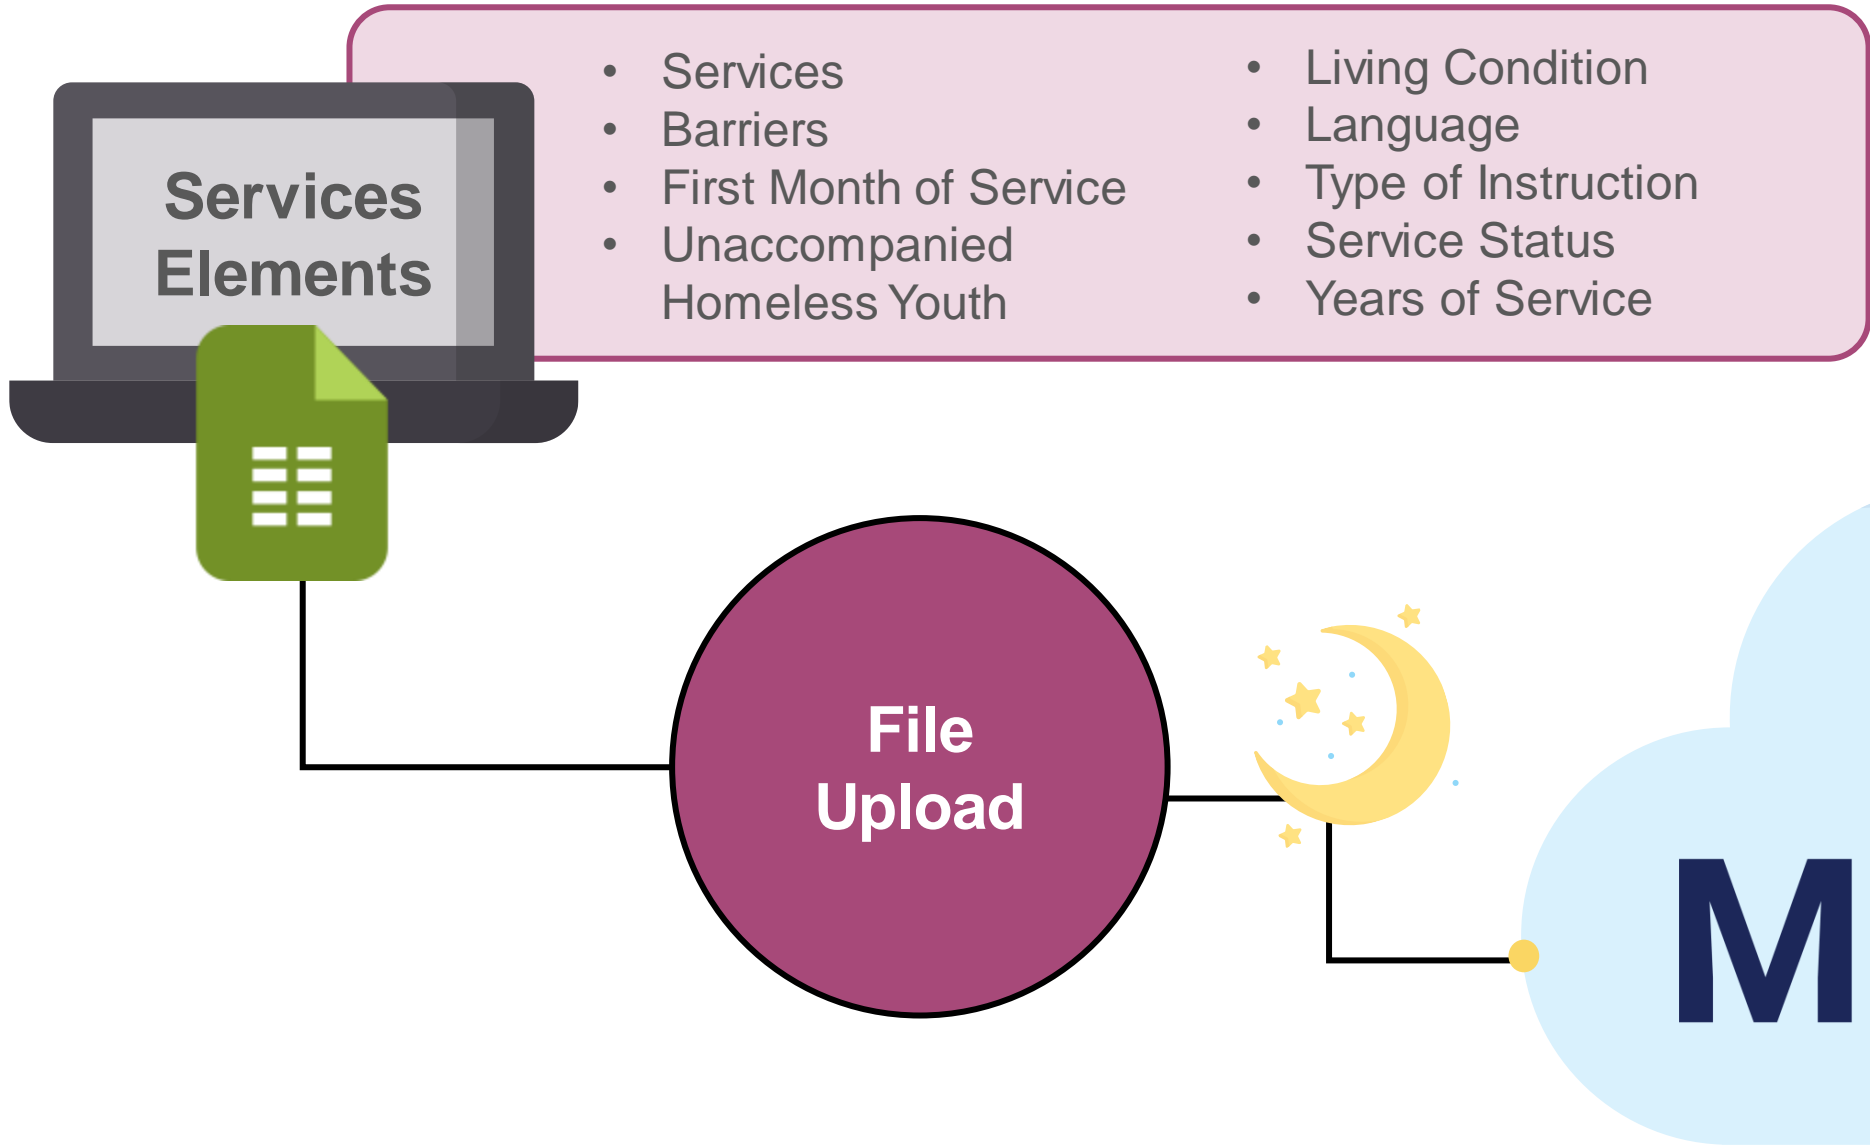 Services
Elements
• Services
• Barriers
• First Month of Service
• Unaccompanied
Homeless Youth
• Living Condition
• Language
• Type of Instruction
• Service Status
• Years of Service
File
Upload
M